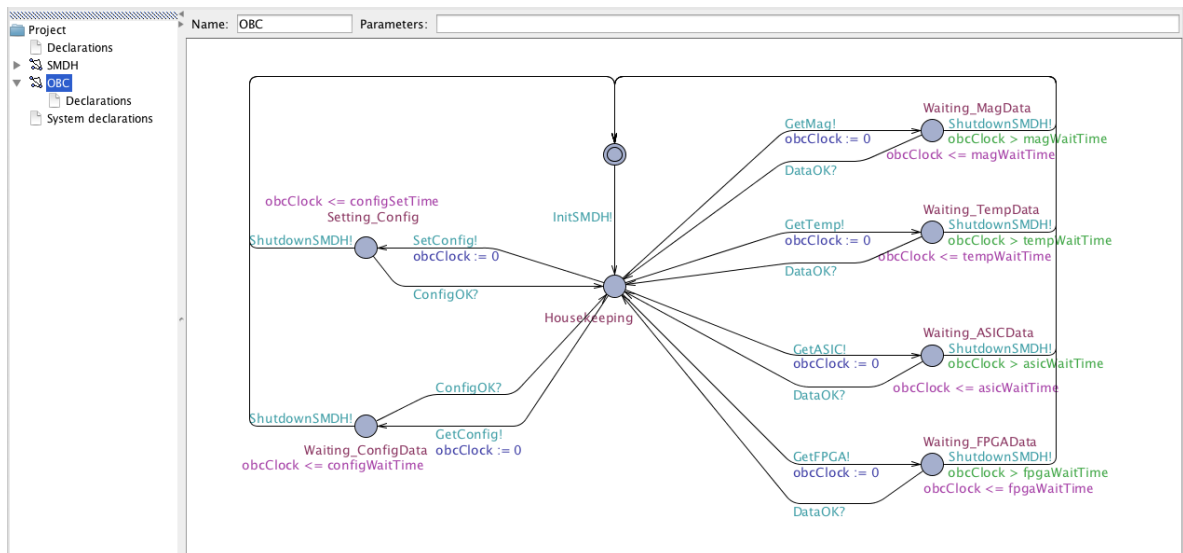 Project
Declarations
SMDH
OBC
Declarations
System declarations
Name: OBC Parameters:
Waiting_MagData
GetMag! ShutdownSMDH!
obcClock := 0 obcClock > magWaitTime
obcClock <= magWaitTime
DataOK?
obcClock <= configSetTime
Setting_Config
InitSMDH!
Waiting_TempData
GetTemp! ShutdownSMDH!
obcClock := 0 obcClock > tempWaitTime
obcClock <= tempWaitTime
DataOK?
ShutdownSMDH! SetConfig!
obcClock := 0
ConfigOK?
Housekeeping
Waiting_ASICData
GetASIC! ShutdownSMDH!
obcClock := 0 obcClock > asicWaitTime
obcClock <= asicWaitTime
DataOK?
ConfigOK?
ShutdownSMDH!
GetConfig!
Waiting_ConfigData obcClock := 0
obcClock <= configWaitTime
Waiting_FPGAData
GetFPGA! ShutdownSMDH!
obcClock := 0 obcClock > fpgaWaitTime
obcClock <= fpgaWaitTime
DataOK?